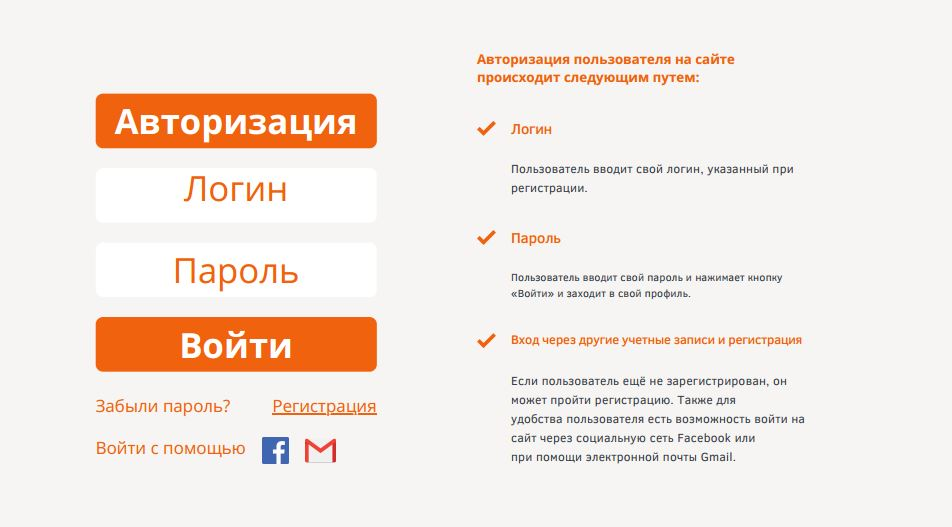 Авторизация
Логин
Пароль
Войти
Забыли пароль? Регистрация
Войти с помощью
Авторизация пользователя на сайте
происходит следующим путем:
Логин
Пользователь вводит свой логин, указанный при
регистрации.
Пароль
Пользователь вводит свой пароль и нажимает кнопку
«Войти» и заходит в свой профиль.
Вход через другие учетные записи и регистрация
Если пользователь ещё не зарегистрирован, он
может пройти регистрацию. Также для
удобства пользователя есть возможность войти на
сайт через социальную сеть Facebook или
при помощи электронной почты Gmail.